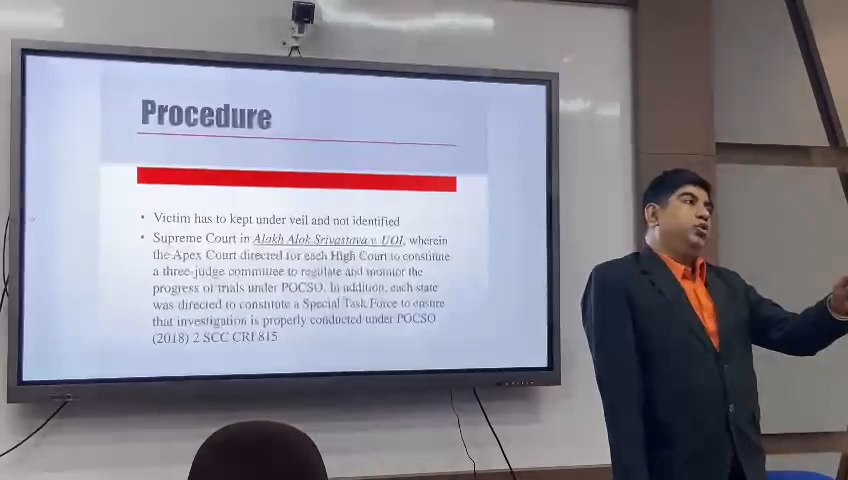 Procedure
• Victim has to kept under veil and not identified
• Supreme Court in Alakh Alok Srivastava v. UOI, wherein
the Apex Court directed for each High Court to constitute
a three-judge committee to regulate and monitor the
progress of trials under POCSO. In addition, each state
was directed to constitute a Special Task Force to ensure
that investigation is properly conducted under POCSO
(2018) 2 SCC CRI 815